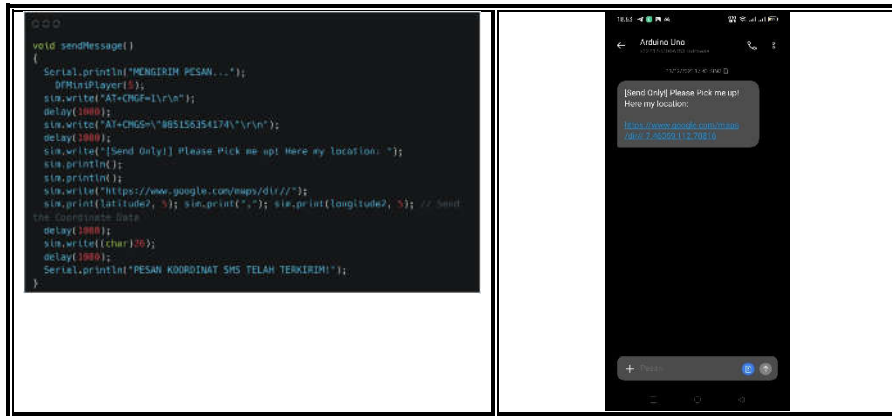 void sendMessage()
{
Serial.println("MENGIRIM PESAN...");
DFMiniPlayer(5);
sim.write("AT+CMGF=1\r\n");
delay(1000);
sim.write("AT+CMGS=\"085156354174\"\r\n");
delay(1000);
sim.write("[Send Only!] Please Pick me up! Here my location: ");
sim.println();
sim.println();
sim.write("https://www.google.com/maps/dir//");
sim.print(latitude2, 5); sim.print(","); sim.print(longitude2, 5); // Send
the Coordinate Data
delay(1000);
sim.write((char)26);
delay(1000);
Serial.println("PESAN KOORDINAT SMS TELAH TERKIRIM!");
}
18.53
Arduino Uno
[Send Only!] Please Pick me up!
Here my location:
https://www.google.com/maps
Pesan